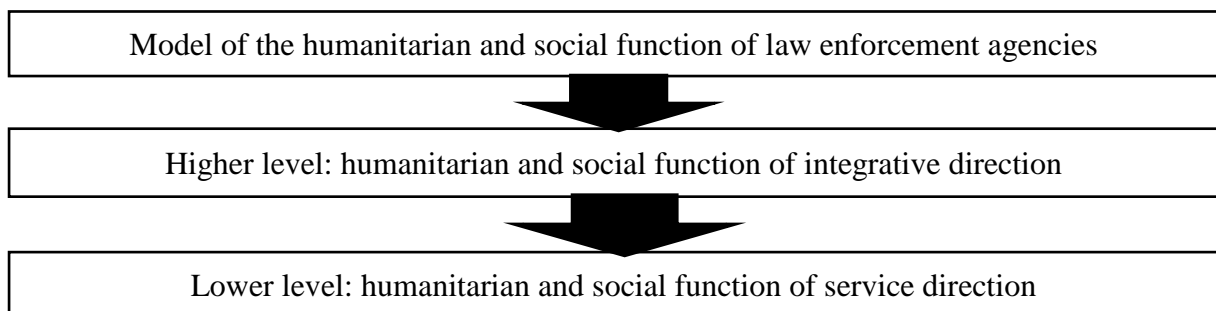 Model of the humanitarian and social function of law enforcement agencies
Higher level: humanitarian and social function of integrative direction
Lower level: humanitarian and social function of service direction